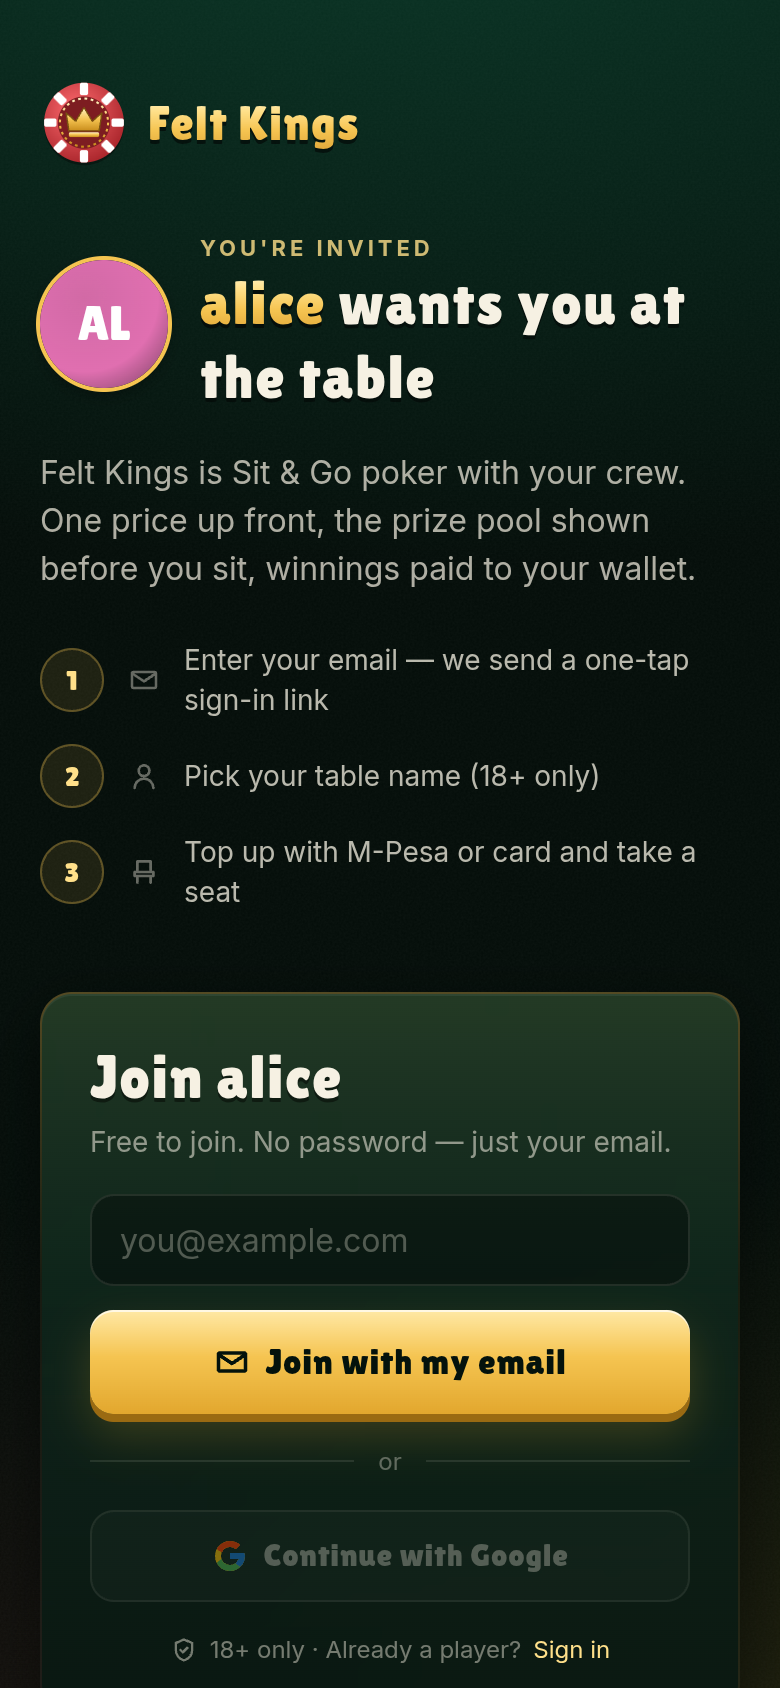 Felt Kings
YOU'RE INVITED
AL
alice wants you at
the table
Felt Kings is Sit & Go poker with your crew.
One price up front, the prize pool shown
before you sit, winnings paid to your wallet.
1
Enter your email — we send a one-tap
sign-in link
2
Pick your table name (18+ only)
3
Top up with M-Pesa or card and take a
seat
Join alice
Free to join. No password — just your email.
you@example.com
Join with my email
or
Continue with Google
18+ only · Already a player? Sign in